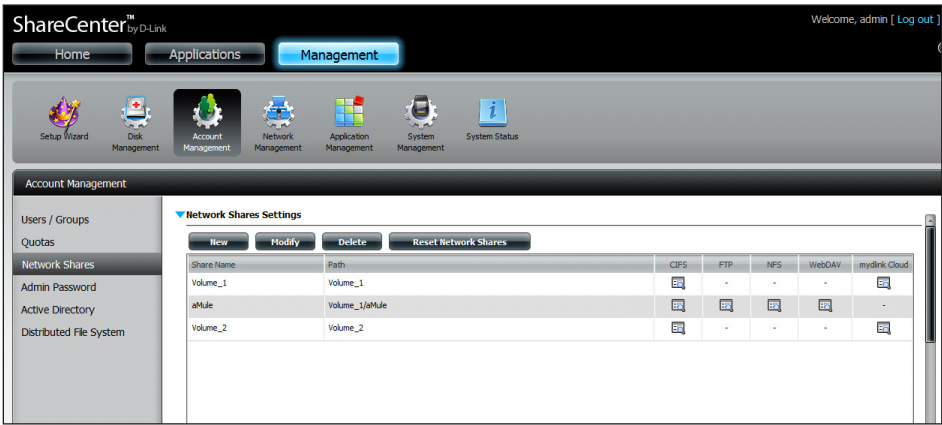 ShareCenter™ by D-Link
Welcome, admin [ Log out ]
Home Applications Management
Setup Wizard Disk Management Account Management Network Management Application Management System Management System Status
Account Management
Users / Groups
Quotas
Network Shares
Admin Password
Active Directory
Distributed File System
Network Shares Settings
New Modify Delete Reset Network Shares
Share Name Path CIFS FTP NFS WebDAV mydlink Cloud
Volume_1 Volume_1 - - -
aMule Volume_1/aMule -
Volume_2 Volume_2 - - -